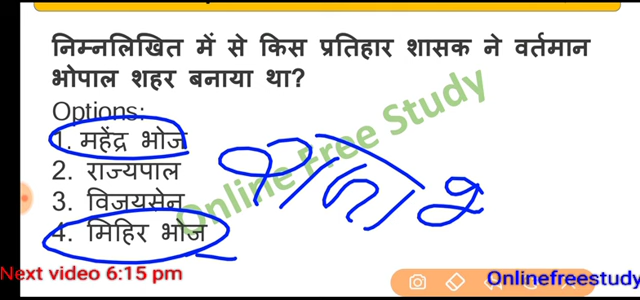 निम्नलिखित में से किस प्रतिहार शासक ने वर्तमान
भोपाल शहर बनाया था?
Options:
1. महेंद्र भोज
2. राज्यपाल
3. विजयसेन
4. मिहिर भोज
Online Free Study
Next video 6:15 pm
Onlinefreestudy